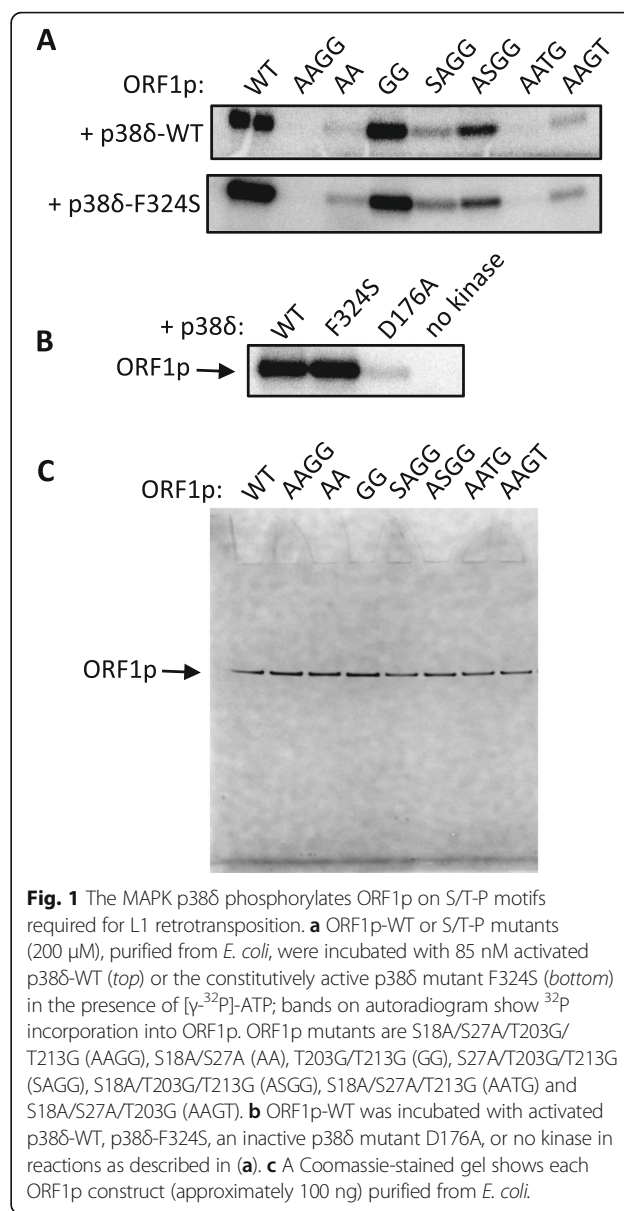 A
ORF1p: WT AAGG AA GG SAGG ASGG AATG AAGT
+ p38δ-WT
+ p38δ-F324S
+ p38δ: WT F324S D176A no kinase
B
ORF1p
C
ORF1p: WT AAGG AA GG SAGG ASGG AATG AAGT
ORF1p
Fig. 1 The MAPK p38δ phosphorylates ORF1p on S/T-P motifs
required for L1 retrotransposition. a ORF1p-WT or S/T-P mutants
(200 μM), purified from E. coli, were incubated with 85 nM activated
p38δ-WT (top) or the constitutively active p38δ mutant F324S (bottom)
in the presence of [γ-³²P]-ATP; bands on autoradiogram show ³²P
incorporation into ORF1p. ORF1p mutants are S18A/S27A/T203G/
T213G (AAGG), S18A/S27A (AA), T203G/T213G (GG), S27A/T203G/T213G
(SAGG), S18A/T203G/T213G (ASGG), S18A/S27A/T213G (AATG) and
S18A/S27A/T203G (AAGT). b ORF1p-WT was incubated with activated
p38δ-WT, p38δ-F324S, an inactive p38δ mutant D176A, or no kinase in
reactions as described in (a). c A Coomassie-stained gel shows each
ORF1p construct (approximately 100 ng) purified from E. coli.